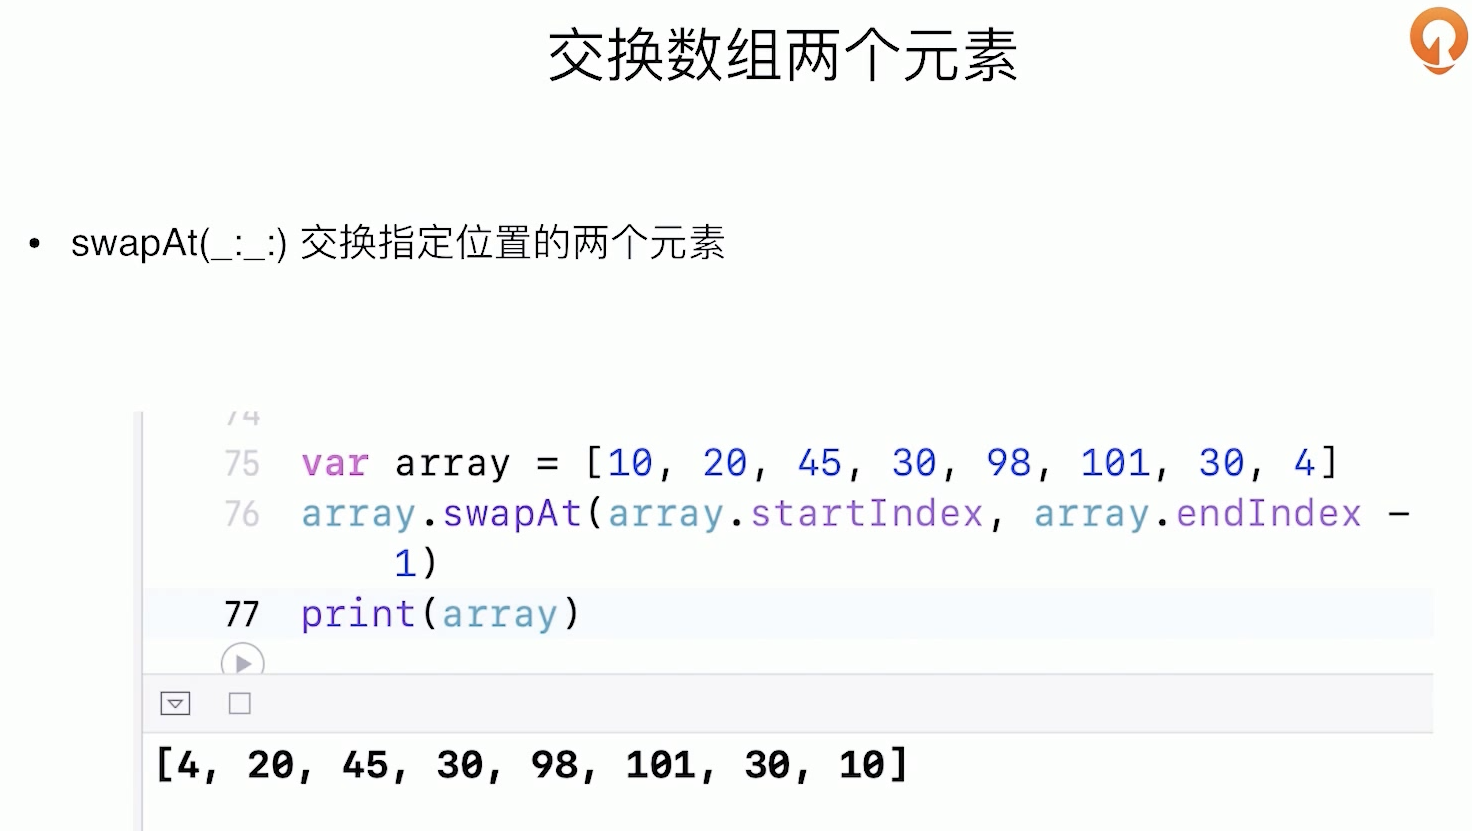 交换数组两个元素
• swapAt(_:_:) 交换指定位置的两个元素
74
75 var array = [10, 20, 45, 30, 98, 101, 30, 4]
76 array.swapAt(array.startIndex, array.endIndex -
1)
77 print(array)
[4, 20, 45, 30, 98, 101, 30, 10]